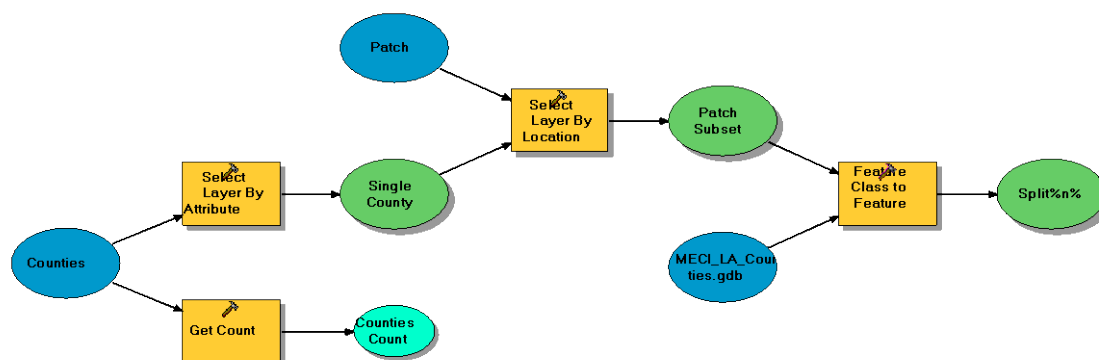 Patch
Select
Layer By
Location
Patch
Subset
Select
Layer By
Attribute
Single
County
Feature
Class to
Feature
Split%n%
Counties
MECI_LA_Coun
ties.gdb
Get Count
Counties
Count